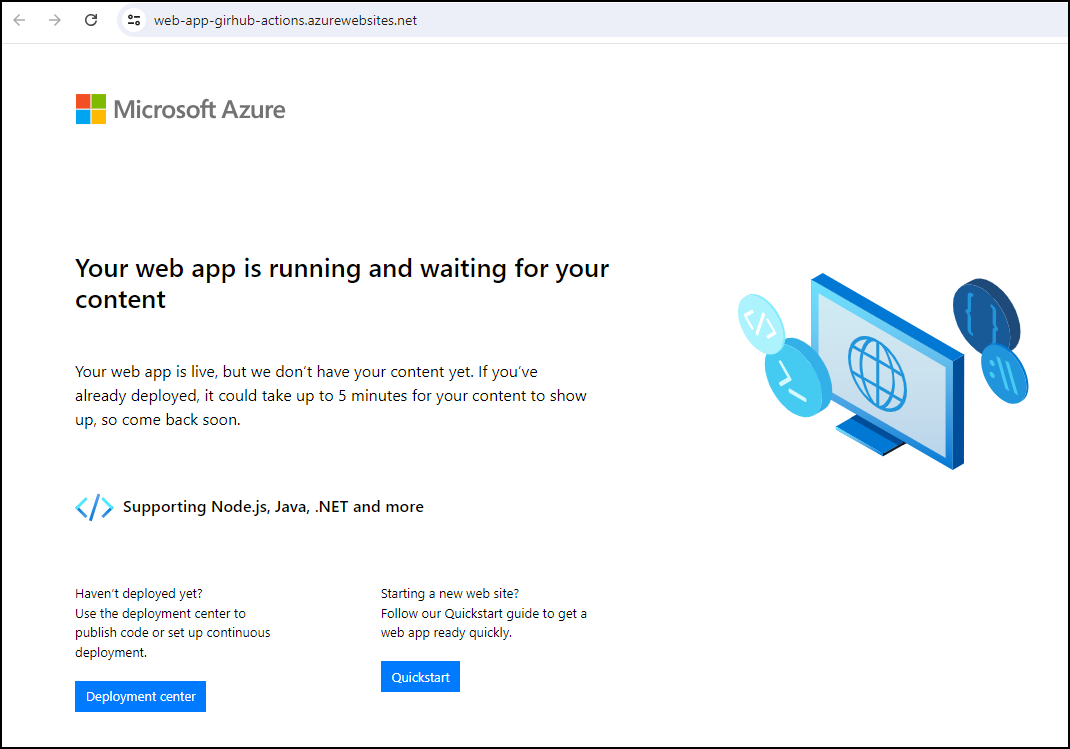 web-app-girhub-actions.azurewebsites.net
Microsoft Azure
Your web app is running and waiting for your
content
Your web app is live, but we don’t have your content yet. If you’ve
already deployed, it could take up to 5 minutes for your content to show
up, so come back soon.
</> Supporting Node.js, Java, .NET and more
Haven’t deployed yet?
Use the deployment center to
publish code or set up continuous
deployment.
Deployment center
Starting a new web site?
Follow our Quickstart guide to get a
web app ready quickly.
Quickstart